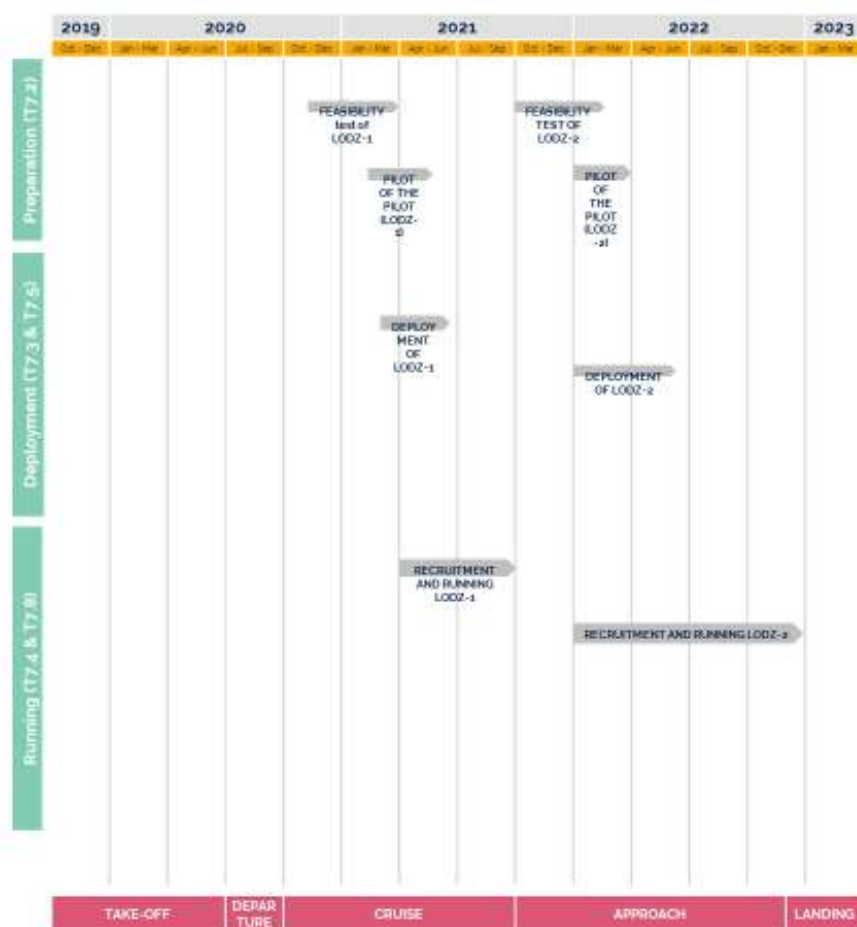 2019 2020 2021 2022 2023
Oct - Dec Jan - Mar Apr - Jun Jul - Sep Oct - Dec Jan - Mar Apr - Jun Jul - Sep Oct - Dec Jan - Mar Apr - Jun Jul - Sep Oct - Dec Jan - Mar
Preparation (T7.2)
FEASIBILITY
test of
LODZ-1
FEASIBILITY
TEST OF
LODZ-2
PILOT
OF THE
PILOT
(LODZ-
1)
PILOT
OF
THE
PILOT
(LODZ
-2)
Deployment (T7.3 & T7.5)
DEPLOY
MENT
OF
LODZ-1
DEPLOYMENT
OF LODZ-2
Running (T7.4 & T7.8)
RECRUITMENT
AND RUNNING
LODZ-1
RECRUITMENT AND RUNNING LODZ-2
TAKE-OFF
DEPAR
TURE
CRUISE
APPROACH
LANDING